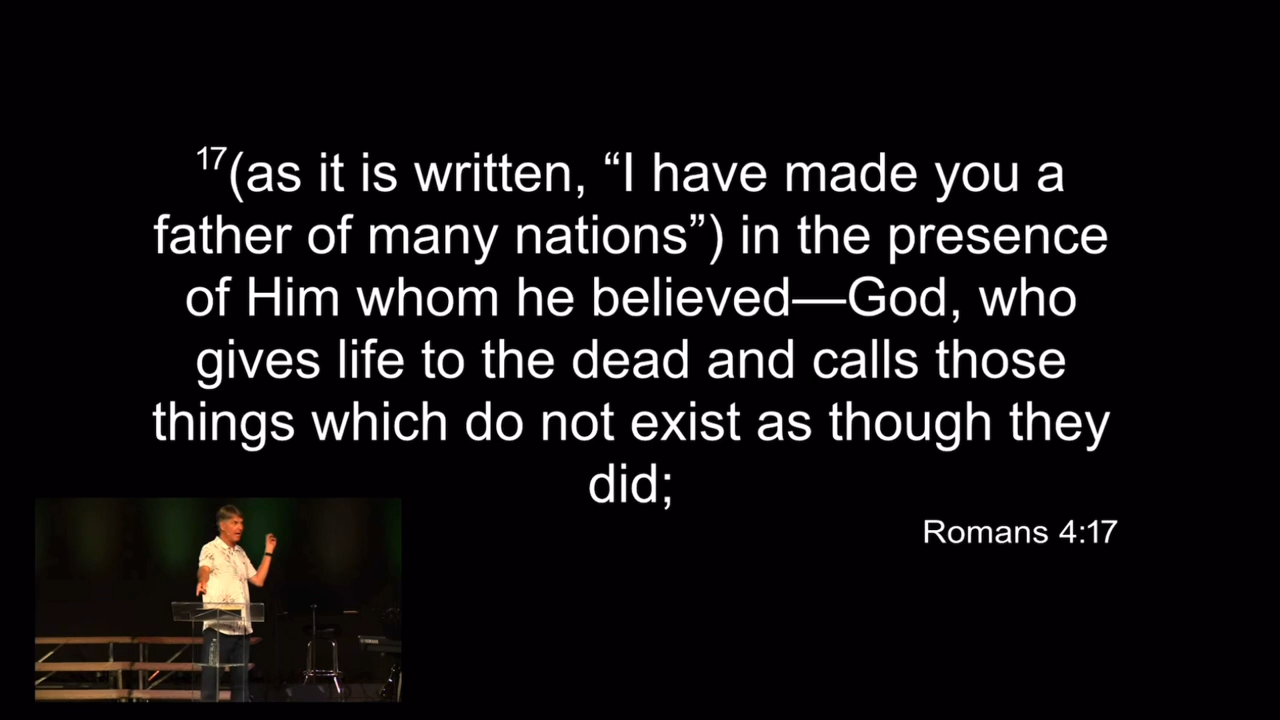 17(as it is written, “I have made you a
father of many nations”) in the presence
of Him whom he believed—God, who
gives life to the dead and calls those
things which do not exist as though they
did;
Romans 4:17